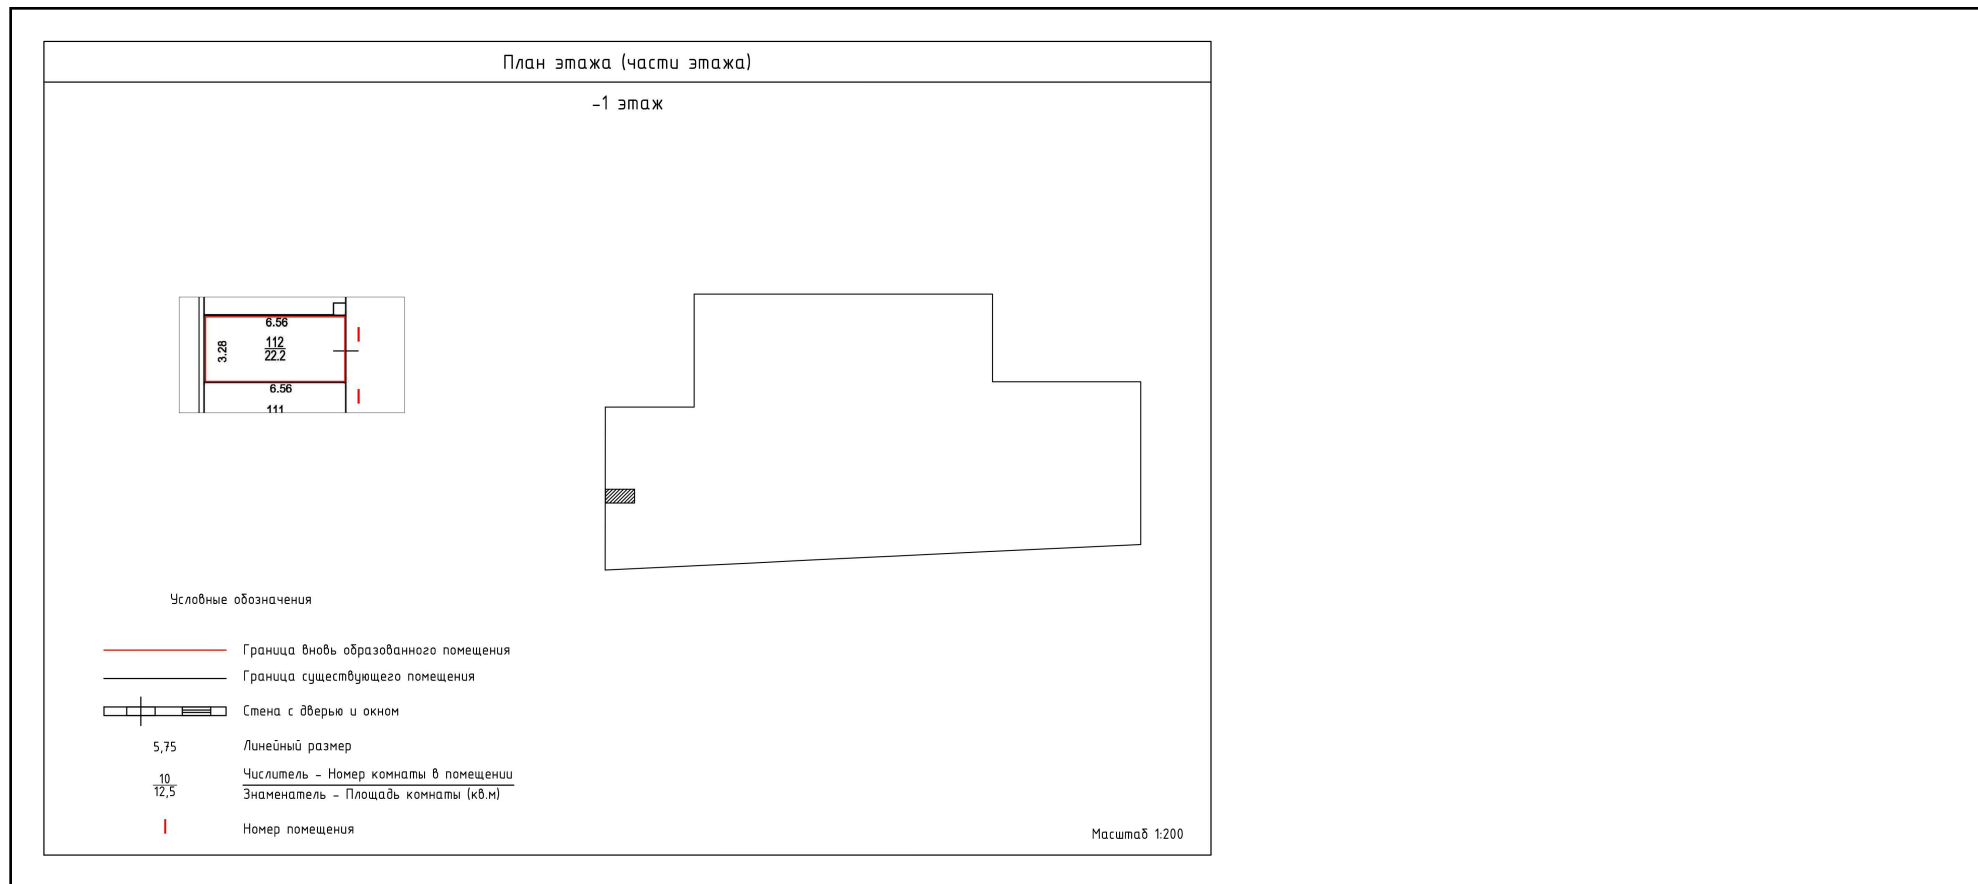 План этажа (части этажа)
-1 этаж
6.56
3.28
112
22.2
6.56
111
I
I
Условные обозначения
Граница вновь образованного помещения
Граница существующего помещения
Стена с дверью и окном
5,75 Линейный размер
10
12,5
Числитель - Номер комнаты в помещении
Знаменатель - Площадь комнаты (кв.м)
I Номер помещения
Масштаб 1:200